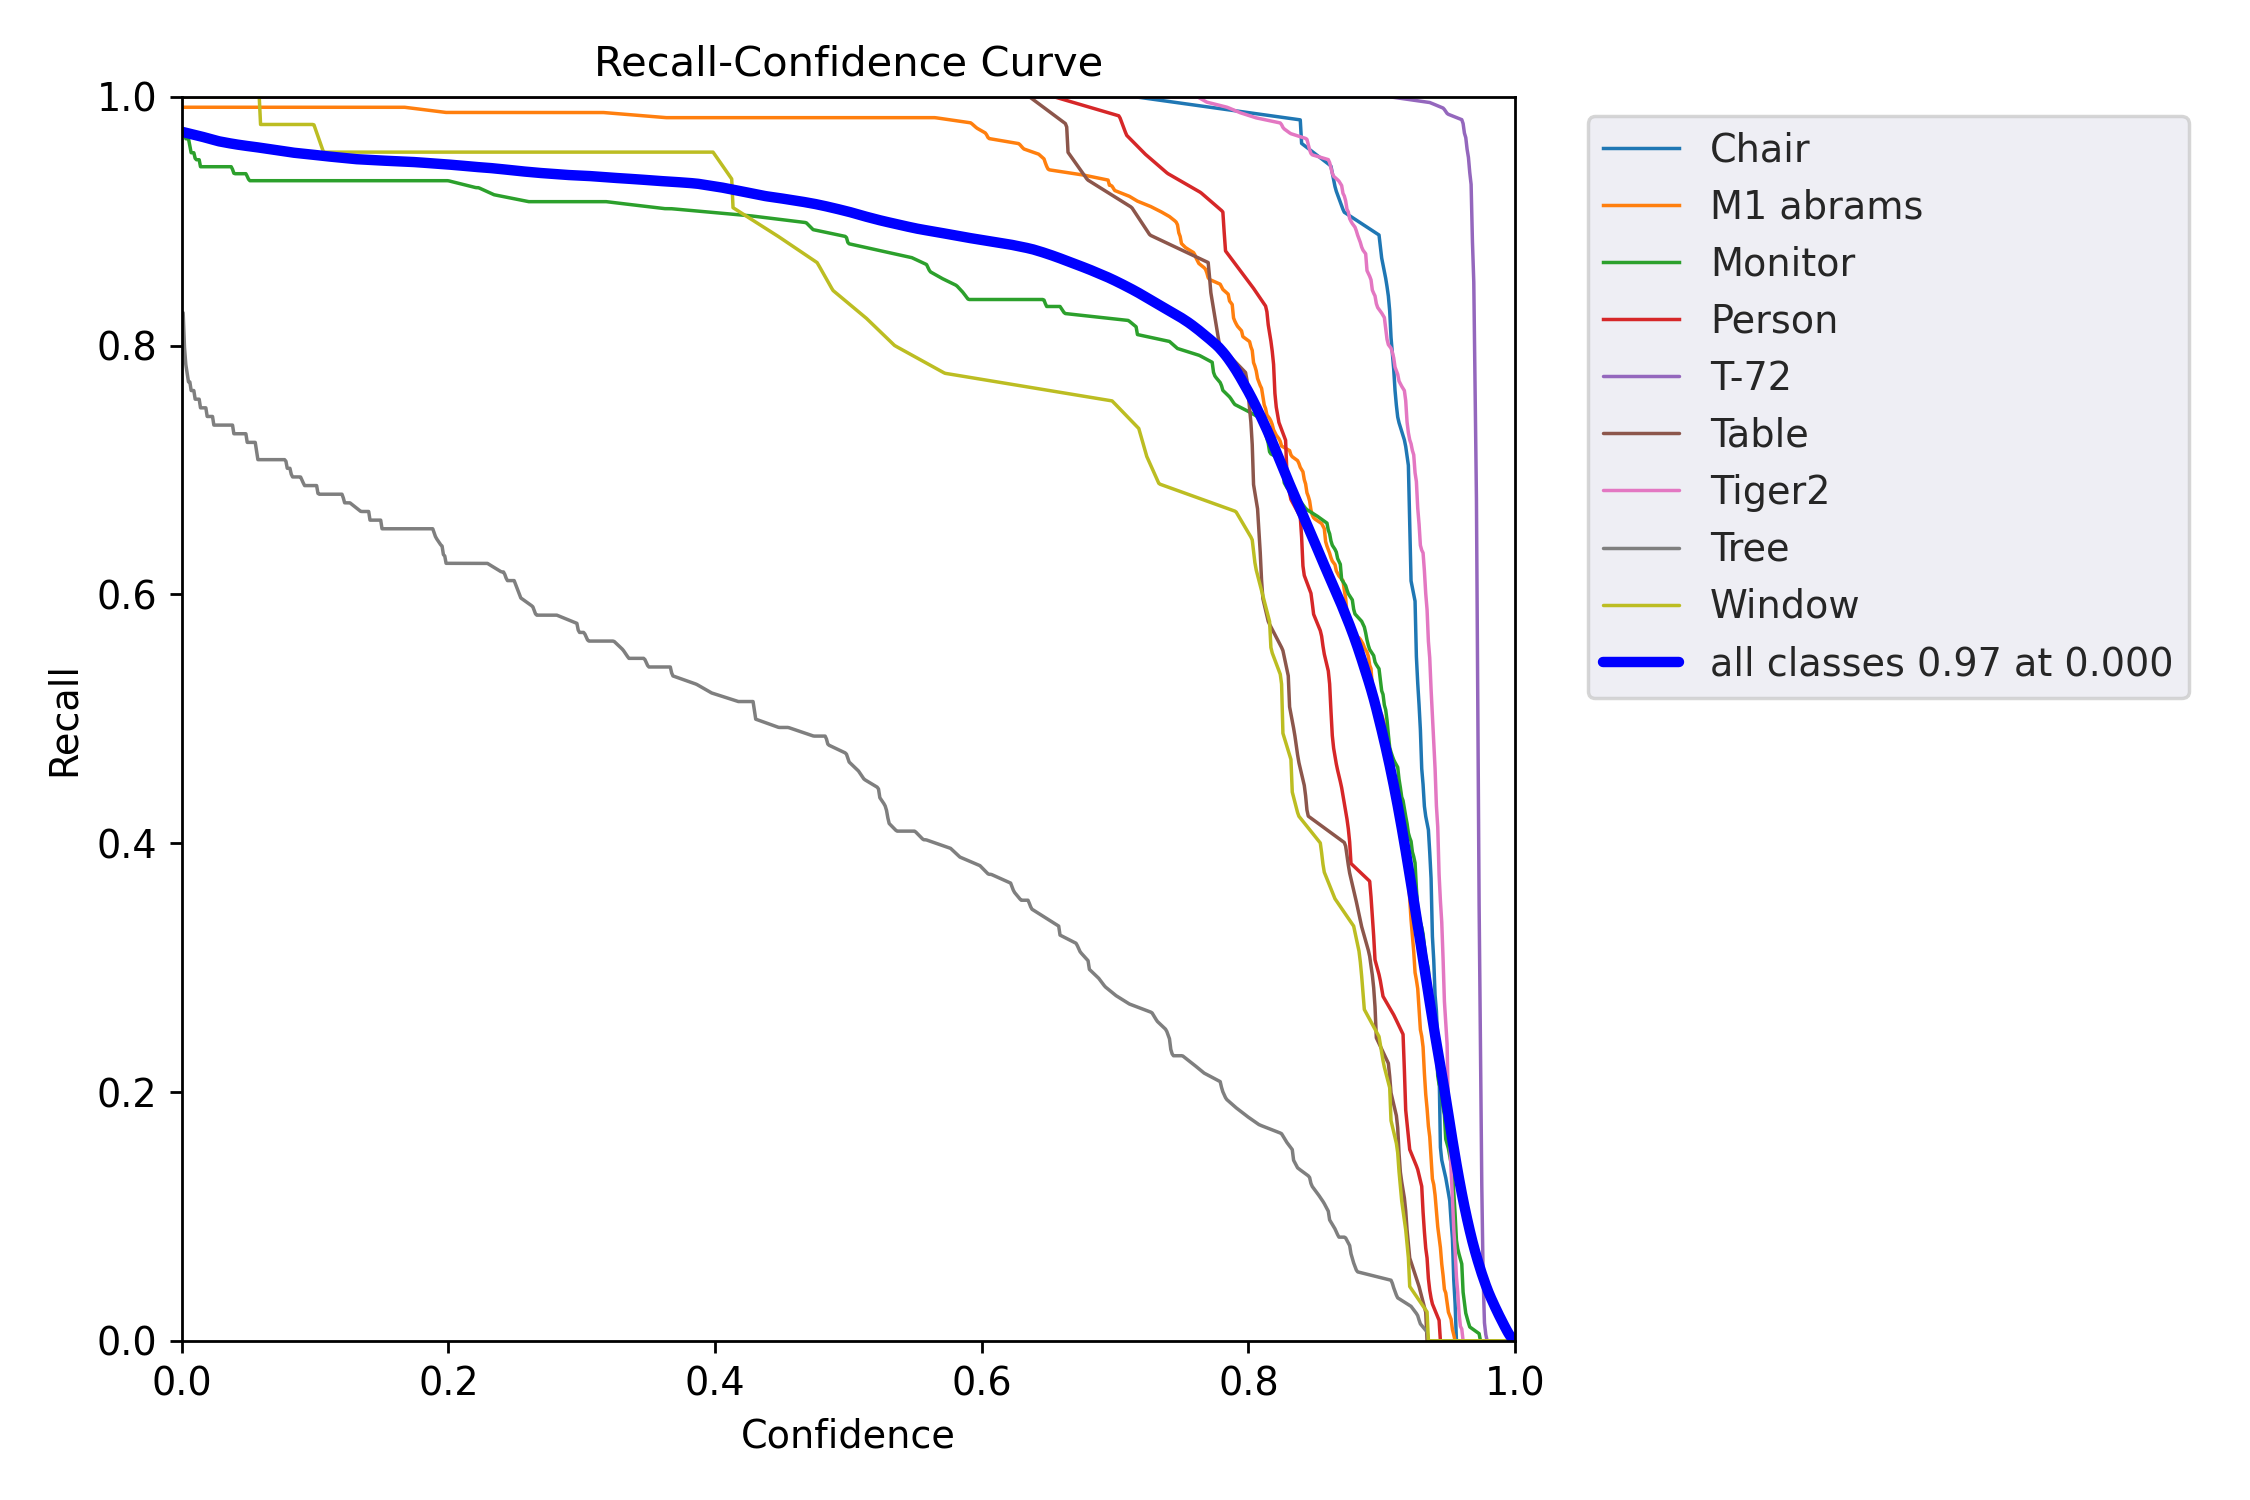 Recall-Confidence Curve
1.0
0.8
0.6
0.4
0.2
0.0
Recall
0.0 0.2 0.4 0.6 0.8 1.0
Confidence
Chair
M1 abrams
Monitor
Person
T-72
Table
Tiger2
Tree
Window
all classes 0.97 at 0.000